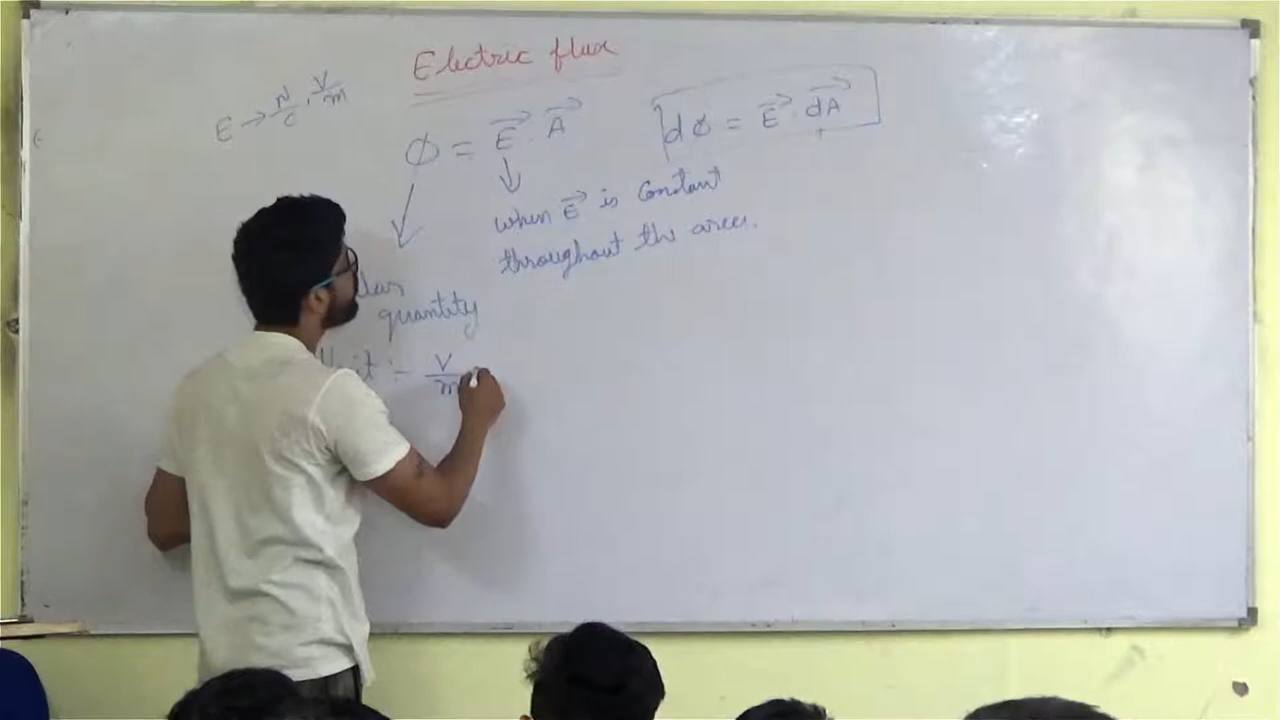 Electric flux
E → N/C, V/m
ϕ = E⃗ . A⃗
dϕ = E⃗ . dA⃗
when E⃗ is constant
throughout the area.
quantity
Unit :- V/m